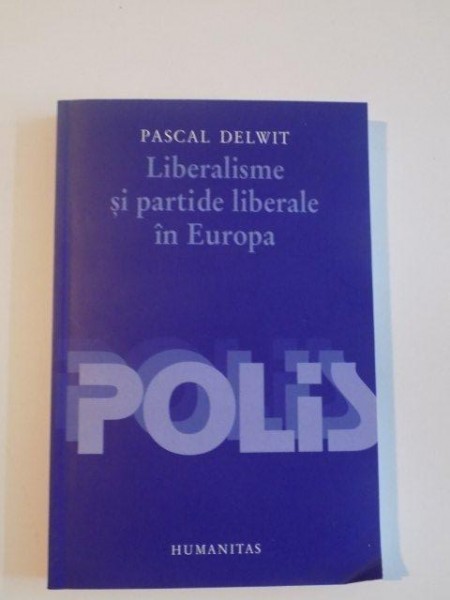 PASCAL DELWIT
Liberalisme
și partide liberale
în Europa
POLiS
HUMANITAS